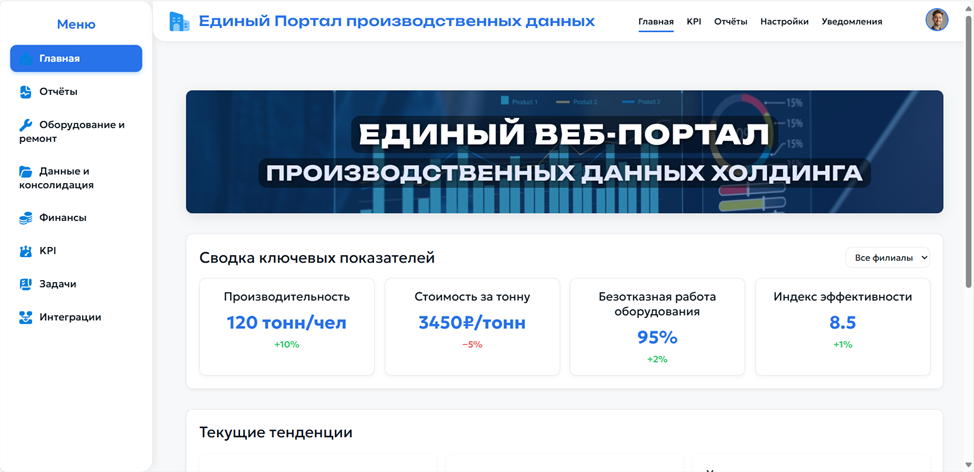 Меню
Главная
Отчёты
Оборудование и
ремонт
Данные и
консолидация
Финансы
KPI
Задачи
Интеграции
Единый Портал производственных данных
Главная KPI Отчёты Настройки Уведомления
Product 1 Product 2 Product 3
15%
15%
15%
ЕДИНЫЙ ВЕБ-ПОРТАЛ
ПРОИЗВОДСТВЕННЫХ ДАННЫХ ХОЛДИНГА
Сводка ключевых показателей
Все филиалы
Производительность
120 тонн/чел
+10%
Стоимость за тонну
3450₽/тонн
−5%
Безотказная работа
оборудования
95%
+2%
Индекс эффективности
8.5
+1%
Текущие тенденции